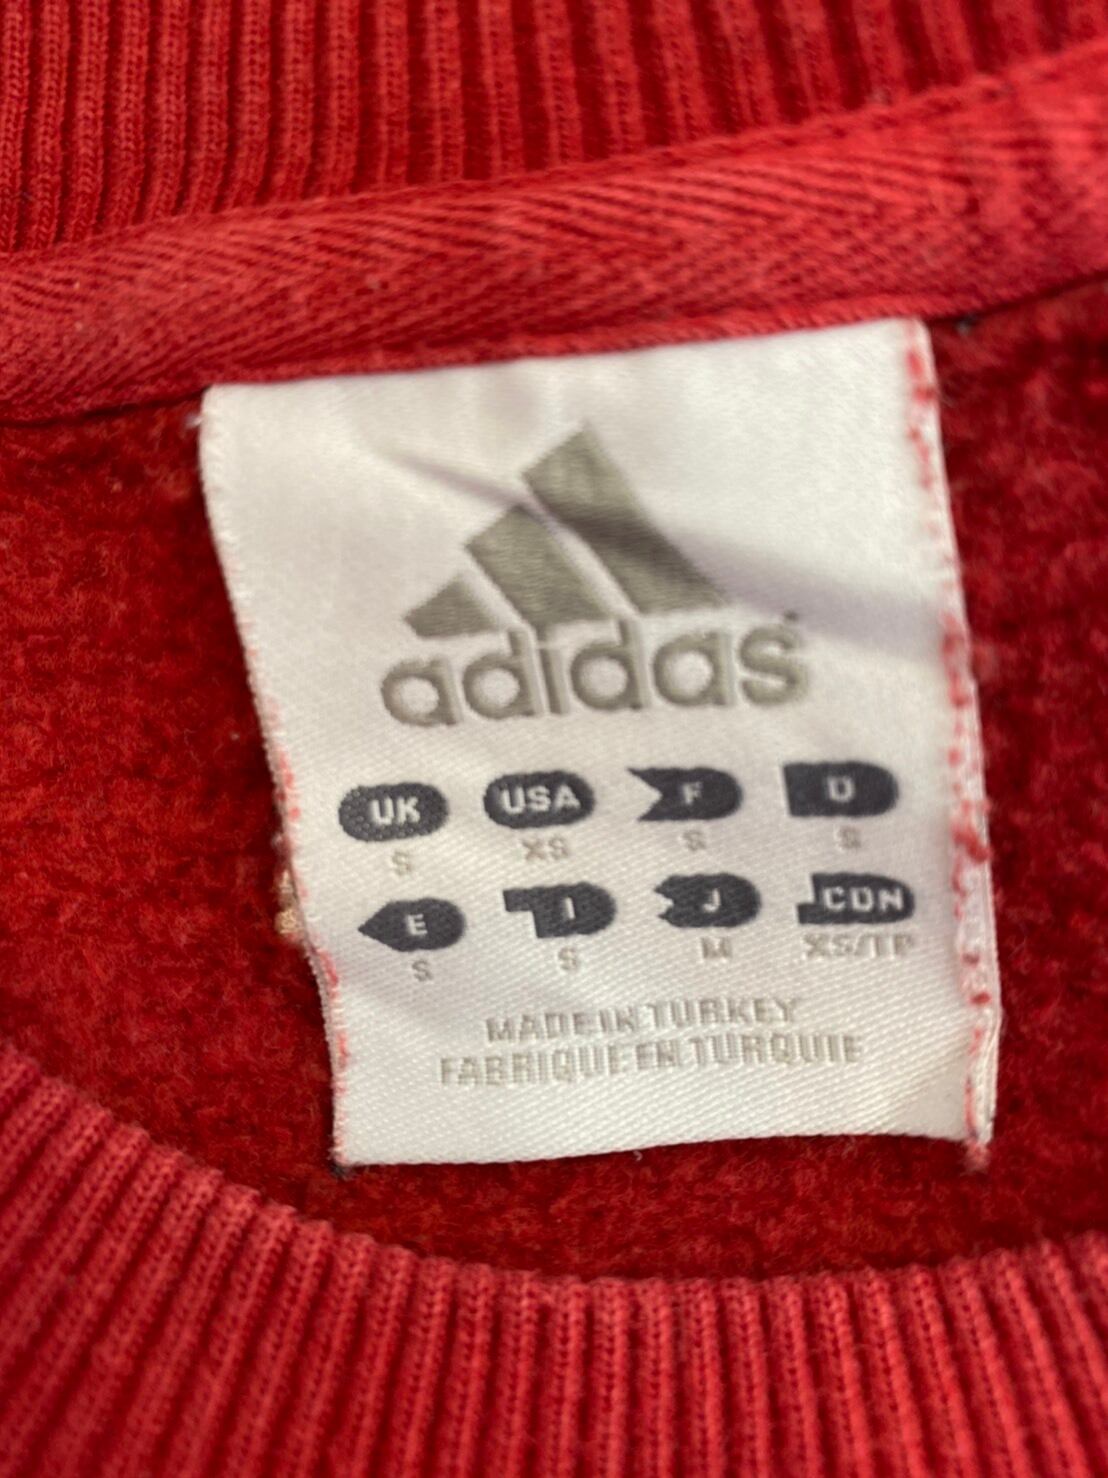 adidas
UK USA F D
S XS S S
E I J CDN
S S M XS/TP
MADE IN TURKEY
FABRIQUE EN TURQUIE